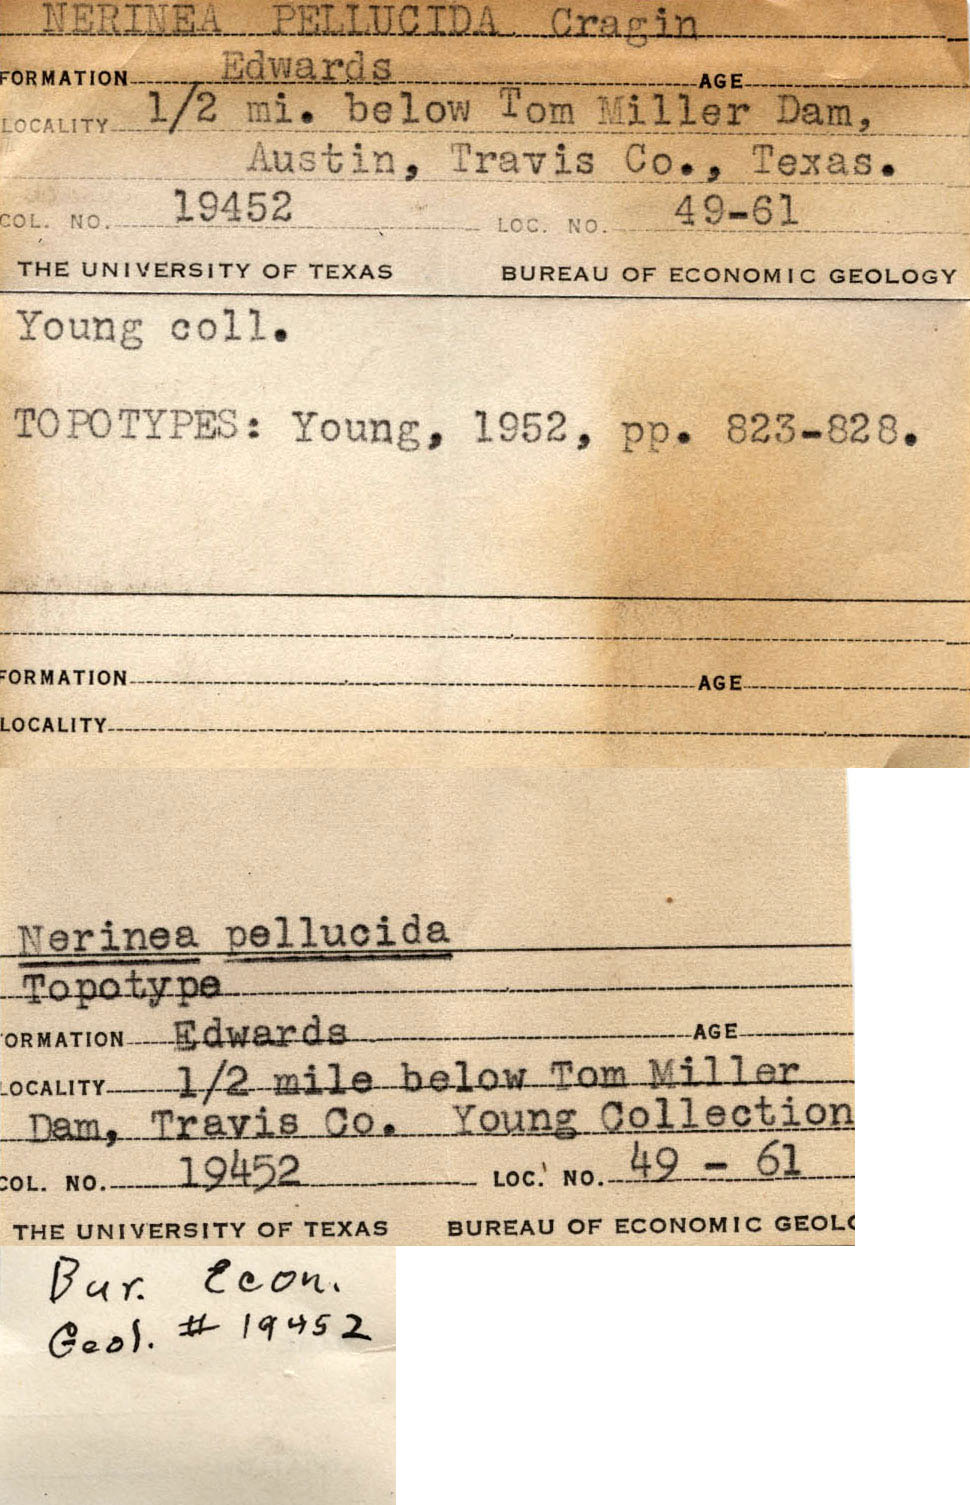 NERINEA PELLUCIDA Cragin
FORMATION Edwards AGE
LOCALITY 1/2 mi. below Tom Miller Dam,
Austin, Travis Co., Texas.
COL. NO. 19452 LOC. NO. 49-61
THE UNIVERSITY OF TEXAS BUREAU OF ECONOMIC GEOLOGY
Young coll.
TOPOTYPES: Young, 1952, pp. 823-828.
FORMATION AGE
LOCALITY
Nerinea pellucida
Topotype
ORMATION Edwards AGE
LOCALITY 1/2 mile below Tom Miller
Dam, Travis Co. Young Collection
COL. NO. 19452 LOC. NO. 49 - 61
THE UNIVERSITY OF TEXAS BUREAU OF ECONOMIC GEOLO
Bur. Econ.
Geol. # 19452